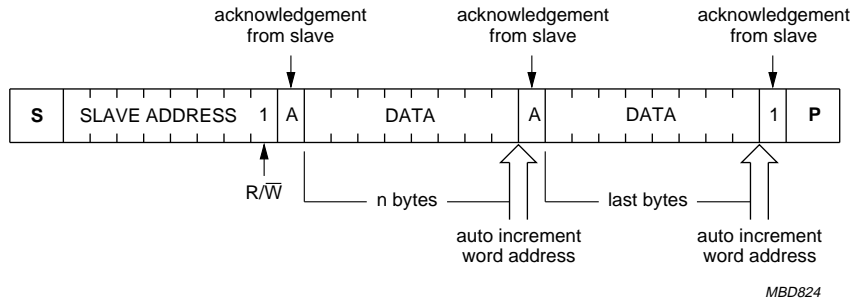 acknowledgement
from slave
acknowledgement
from slave
acknowledgement
from slave
S SLAVE ADDRESS 1 A DATA A DATA 1 P
R/W̅
n bytes
last bytes
auto increment
word address
auto increment
word address
MBD824